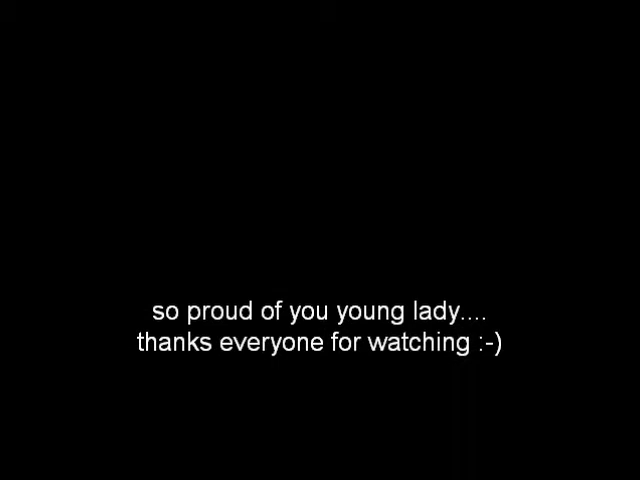 so proud of you young lady....
thanks everyone for watching :-)